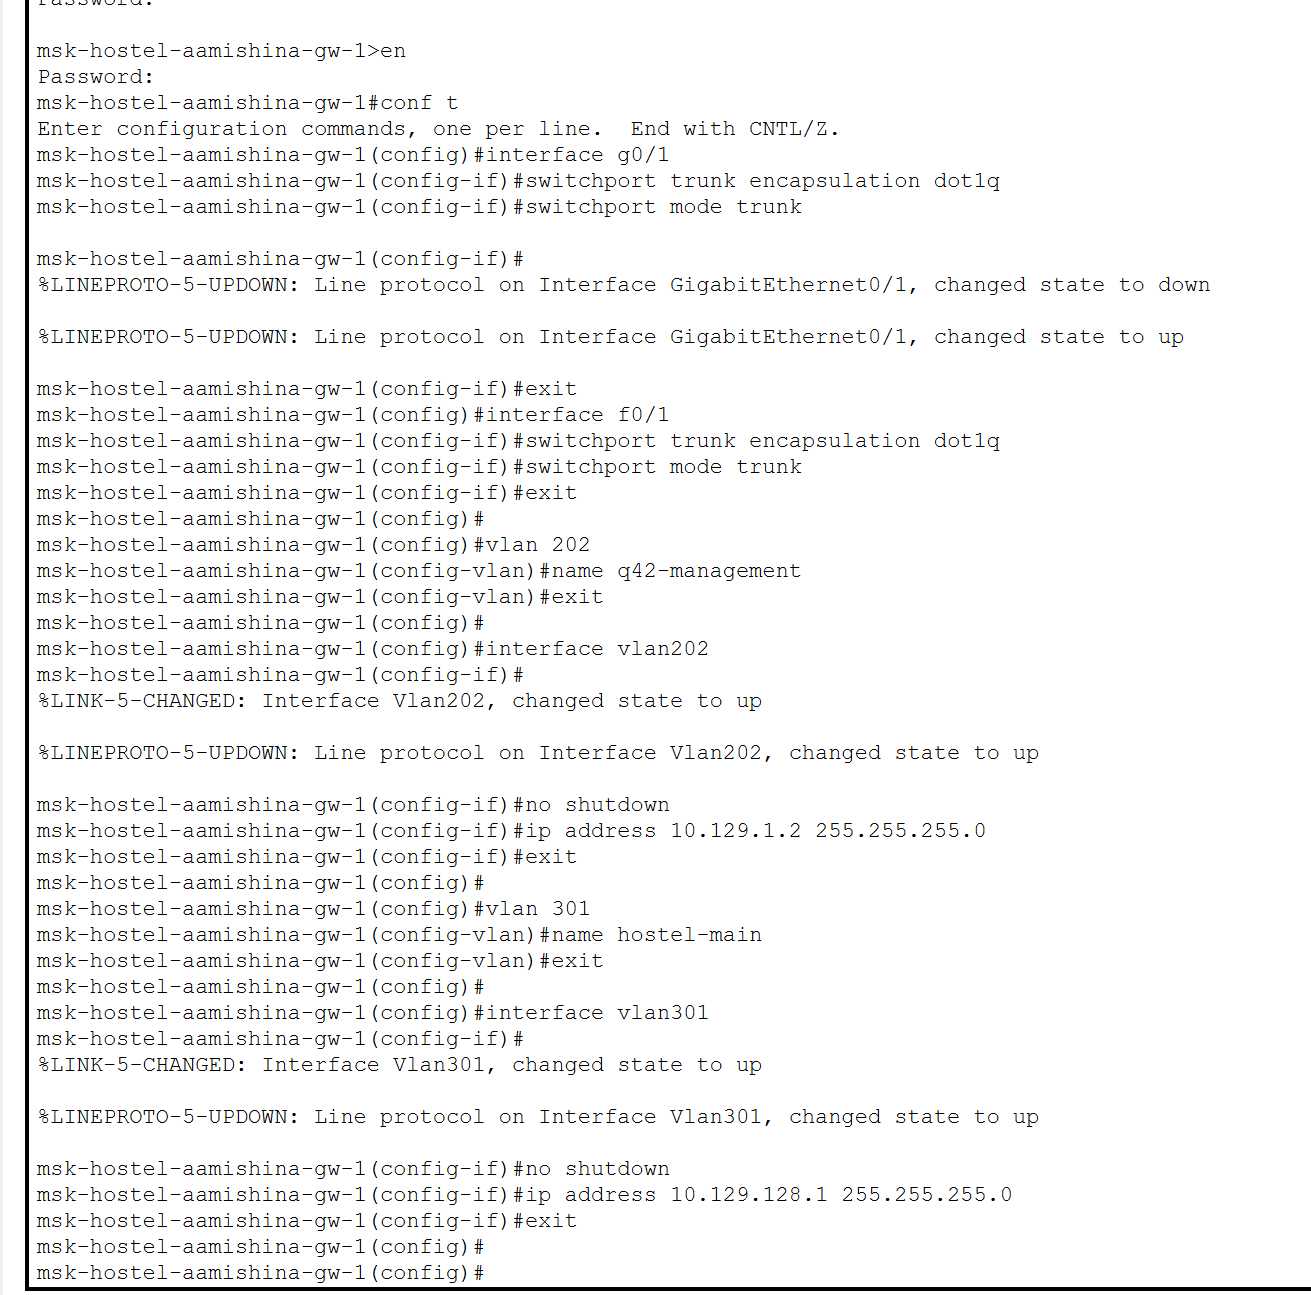 Password:
msk-hostel-aamishina-gw-1>en
Password:
msk-hostel-aamishina-gw-1#conf t
Enter configuration commands, one per line.  End with CNTL/Z.
msk-hostel-aamishina-gw-1(config)#interface g0/1
msk-hostel-aamishina-gw-1(config-if)#switchport trunk encapsulation dot1q
msk-hostel-aamishina-gw-1(config-if)#switchport mode trunk
msk-hostel-aamishina-gw-1(config-if)#
%LINEPROTO-5-UPDOWN: Line protocol on Interface GigabitEthernet0/1, changed state to down
%LINEPROTO-5-UPDOWN: Line protocol on Interface GigabitEthernet0/1, changed state to up
msk-hostel-aamishina-gw-1(config-if)#exit
msk-hostel-aamishina-gw-1(config)#interface f0/1
msk-hostel-aamishina-gw-1(config-if)#switchport trunk encapsulation dot1q
msk-hostel-aamishina-gw-1(config-if)#switchport mode trunk
msk-hostel-aamishina-gw-1(config-if)#exit
msk-hostel-aamishina-gw-1(config)#
msk-hostel-aamishina-gw-1(config)#vlan 202
msk-hostel-aamishina-gw-1(config-vlan)#name q42-management
msk-hostel-aamishina-gw-1(config-vlan)#exit
msk-hostel-aamishina-gw-1(config)#
msk-hostel-aamishina-gw-1(config)#interface vlan202
msk-hostel-aamishina-gw-1(config-if)#
%LINK-5-CHANGED: Interface Vlan202, changed state to up
%LINEPROTO-5-UPDOWN: Line protocol on Interface Vlan202, changed state to up
msk-hostel-aamishina-gw-1(config-if)#no shutdown
msk-hostel-aamishina-gw-1(config-if)#ip address 10.129.1.2 255.255.255.0
msk-hostel-aamishina-gw-1(config-if)#exit
msk-hostel-aamishina-gw-1(config)#
msk-hostel-aamishina-gw-1(config)#vlan 301
msk-hostel-aamishina-gw-1(config-vlan)#name hostel-main
msk-hostel-aamishina-gw-1(config-vlan)#exit
msk-hostel-aamishina-gw-1(config)#
msk-hostel-aamishina-gw-1(config)#interface vlan301
msk-hostel-aamishina-gw-1(config-if)#
%LINK-5-CHANGED: Interface Vlan301, changed state to up
%LINEPROTO-5-UPDOWN: Line protocol on Interface Vlan301, changed state to up
msk-hostel-aamishina-gw-1(config-if)#no shutdown
msk-hostel-aamishina-gw-1(config-if)#ip address 10.129.128.1 255.255.255.0
msk-hostel-aamishina-gw-1(config-if)#exit
msk-hostel-aamishina-gw-1(config)#
msk-hostel-aamishina-gw-1(config)#